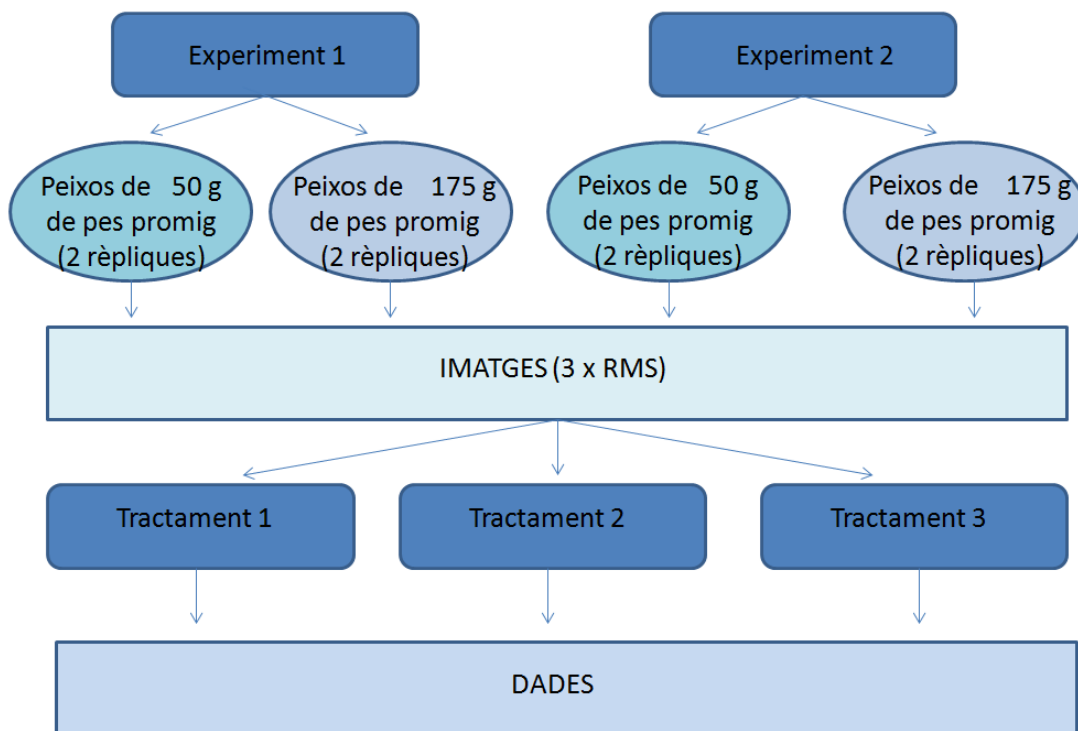 Experiment 1
Experiment 2
Peixos de 50 g
de pes promig
(2 rèpliques)
Peixos de 175 g
de pes promig
(2 rèpliques)
Peixos de 50 g
de pes promig
(2 rèpliques)
Peixos de 175 g
de pes promig
(2 rèpliques)
IMATGES (3 x RMS)
Tractament 1
Tractament 2
Tractament 3
DADES